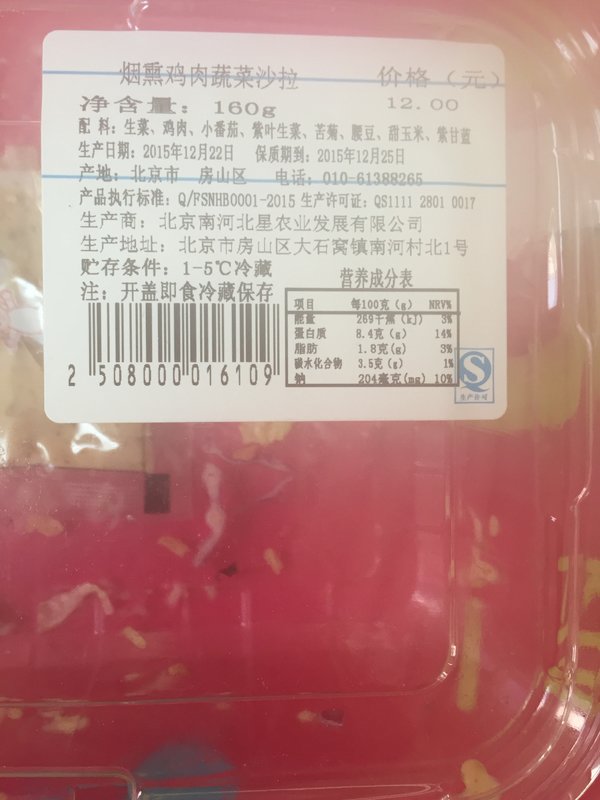 烟熏鸡肉蔬菜沙拉 价格（元）
净含量：160g 12.00
配料：生菜、鸡肉、小番茄、紫叶生菜、苦菊、腰豆、甜玉米、紫甘蓝
生产日期：2015年12月22日 保质期到：2015年12月25日
产地：北京市 房山区 电话：010-61388265
产品执行标准：Q/FSNHB0001-2015 生产许可证：QS1111 2801 0017
生产商：北京南河北星农业发展有限公司
生产地址：北京市房山区大石窝镇南河村北1号
贮存条件：1-5℃冷藏
注：开盖即食冷藏保存
营养成分表
项目 每100克（g） NRV%
能量 269千焦（kJ） 3%
蛋白质 8.4克（g） 14%
脂肪 1.8克（g） 3%
碳水化合物 3.5克（g） 1%
钠 204毫克（mg） 10%
2 508000 016109
生产许可